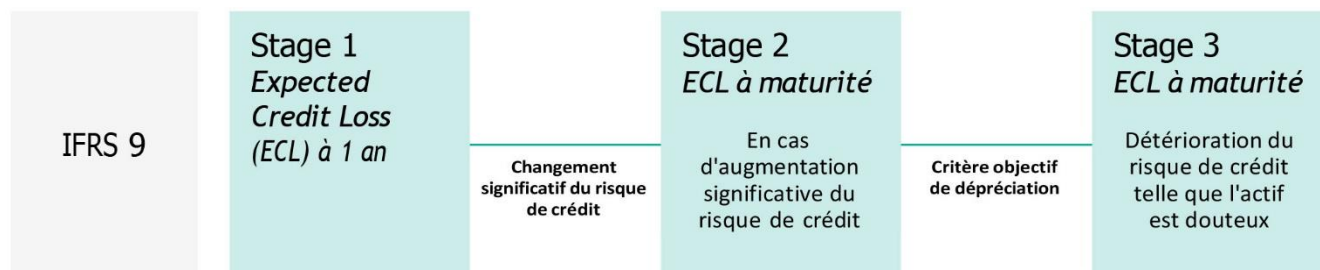 IFRS 9
Stage 1
Expected
Credit Loss
(ECL) à 1 an
Changement
significatif du risque
de crédit
Stage 2
ECL à maturité
En cas
d'augmentation
significative du
risque de crédit
Critère objectif
de dépréciation
Stage 3
ECL à maturité
Détérioration du
risque de crédit
telle que l'actif
est douteux